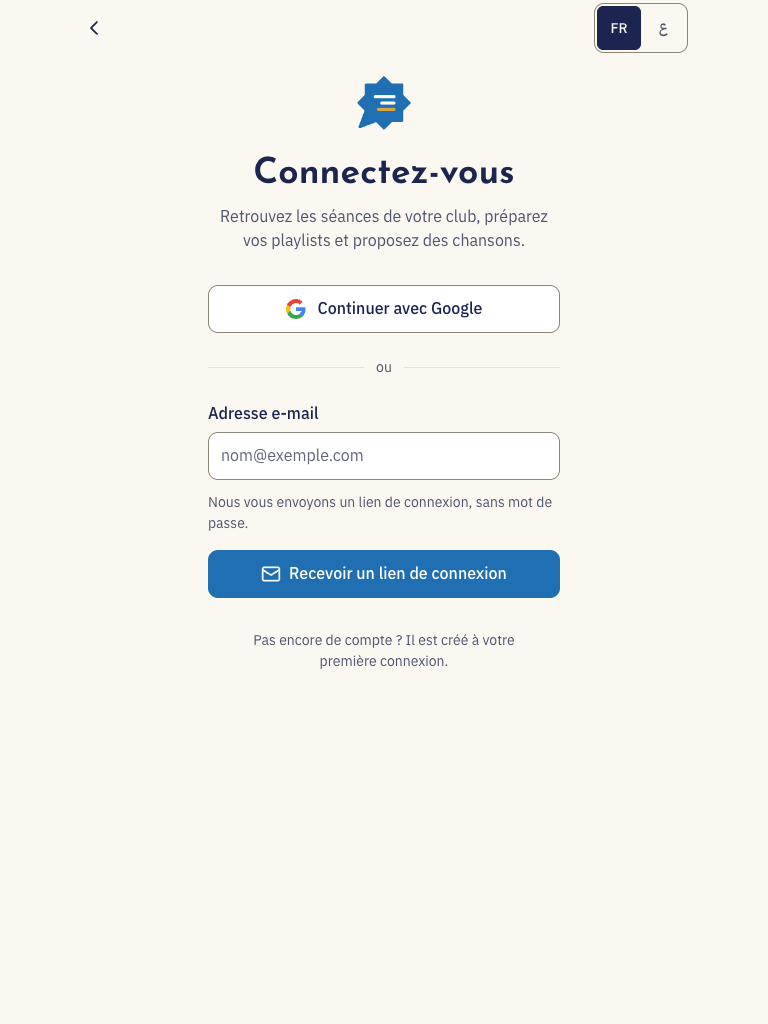 FR
ع
Connectez-vous
Retrouvez les séances de votre club, préparez
vos playlists et proposez des chansons.
Continuer avec Google
ou
Adresse e-mail
nom@exemple.com
Nous vous envoyons un lien de connexion, sans mot de
passe.
Recevoir un lien de connexion
Pas encore de compte ? Il est créé à votre
première connexion.